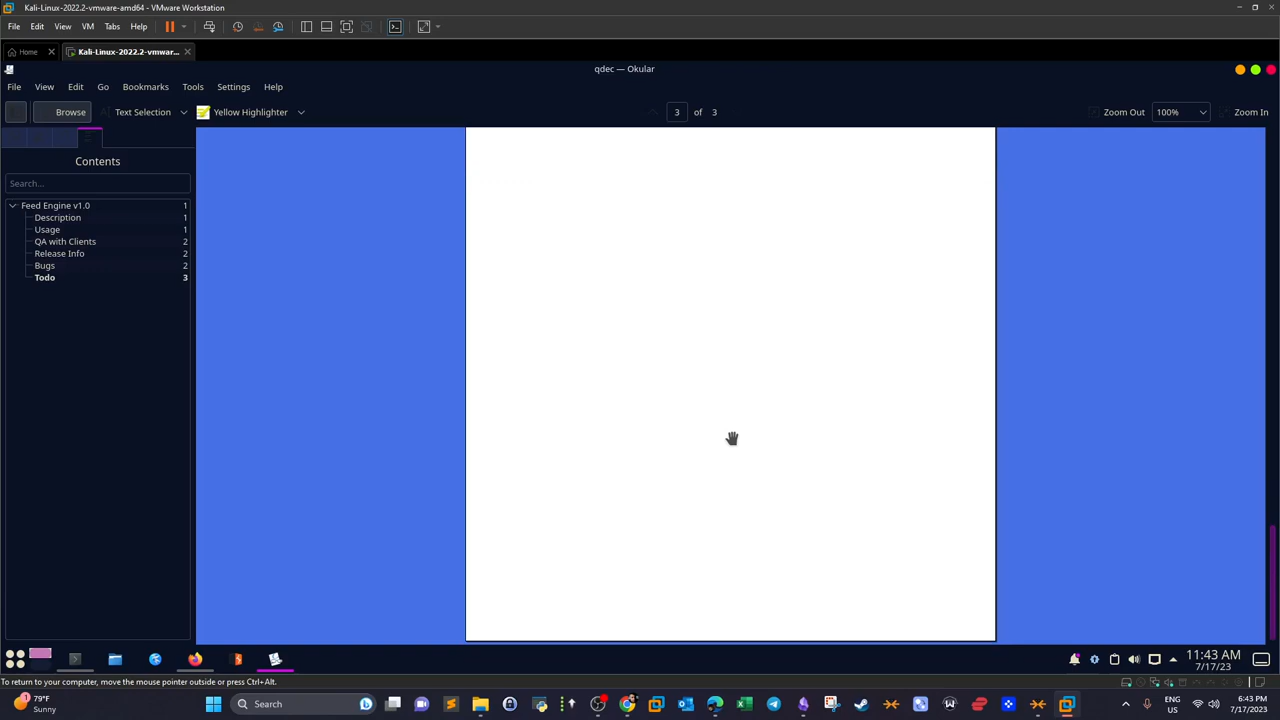 Kali-Linux-2022.2-vmware-amd64 - VMware Workstation
File Edit View VM Tabs Help
Home Kali-Linux-2022.2-vmwar...
qdec — Okular
File View Edit Go Bookmarks Tools Settings Help
Browse Text Selection Yellow Highlighter 3 of 3 Zoom Out 100% Zoom In
Contents
Search...
Feed Engine v1.0 1
Description 1
Usage 1
QA with Clients 2
Release Info 2
Bugs 2
Todo 3
11:43 AM
7/17/23
To return to your computer, move the mouse pointer outside or press Ctrl+Alt.
79°F
Sunny
Search
ENG
US
6:43 PM
7/17/2023